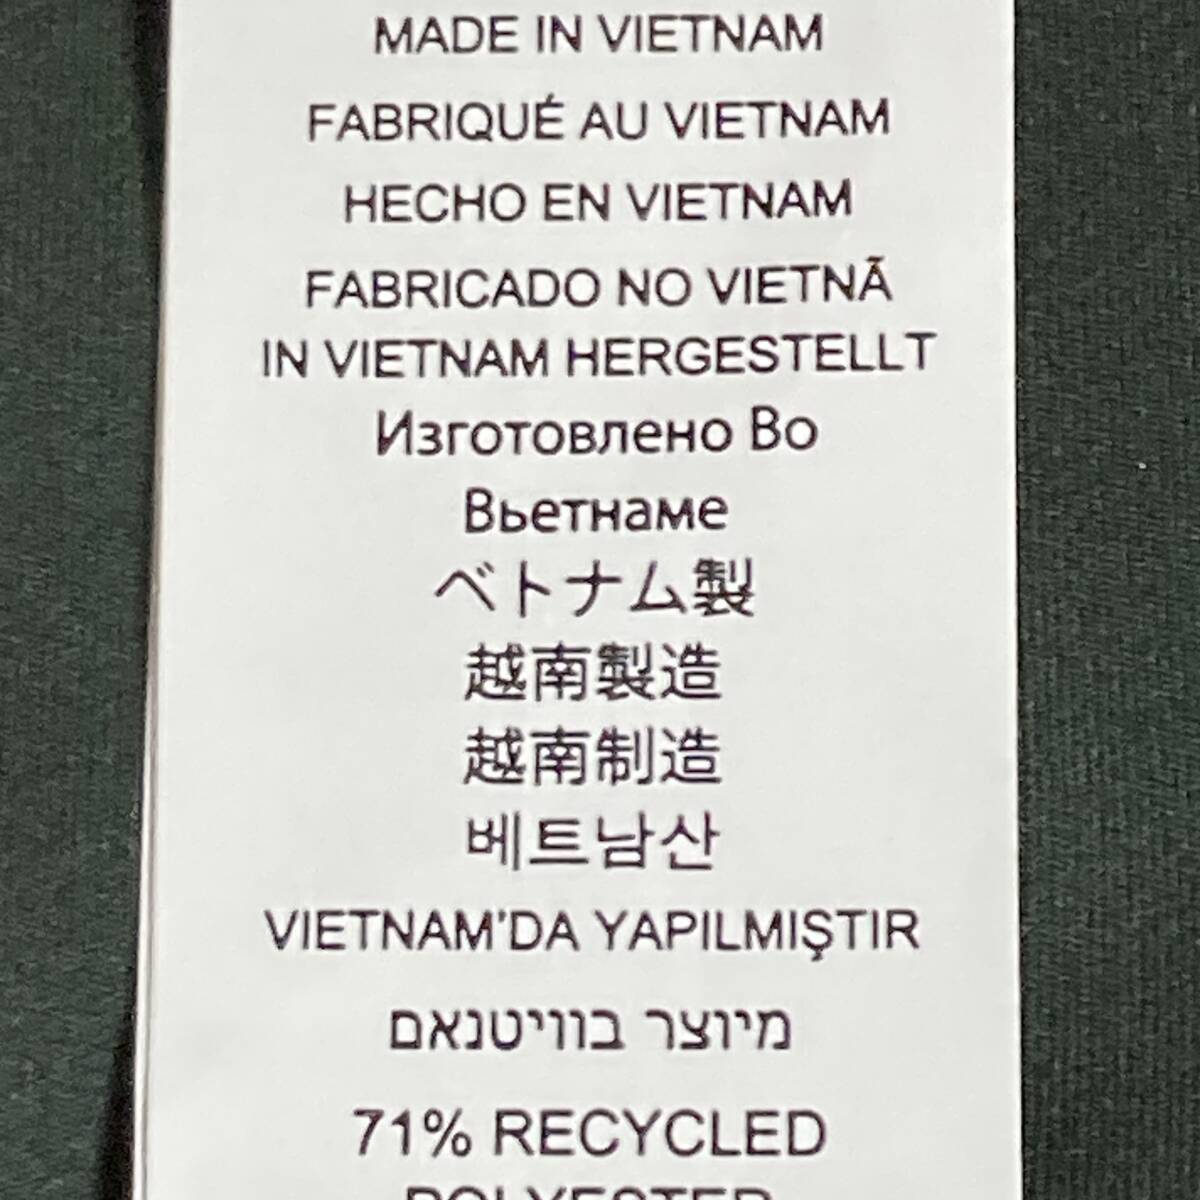 MADE IN VIETNAM
FABRIQUÉ AU VIETNAM
HECHO EN VIETNAM
FABRICADO NO VIETNÃ
IN VIETNAM HERGESTELLT
Изготовлено Во
Вьетнаме
ベトナム製
越南製造
越南制造
베트남산
VIETNAM'DA YAPILMIŞTIR
מיוצר בוויטנאם
71% RECYCLED
POLYESTER